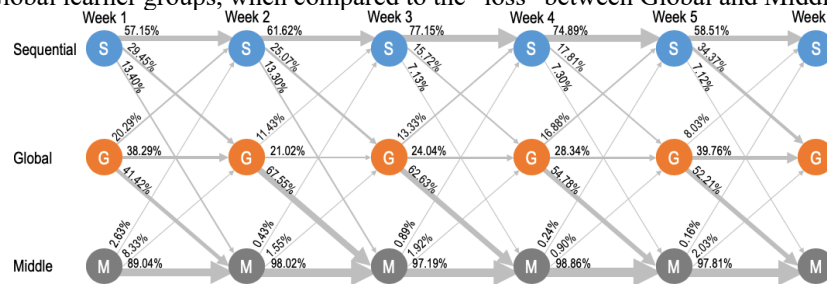 Global learner groups, when compared to the "loss" between Global and Middl
Week 1 Week 2 Week 3 Week 4 Week 5 Week
Sequential S 57.15% S 61.62% S 77.15% S 74.89% S 58.51% S
29.45% 25.07% 15.72% 17.81% 34.37%
13.40% 13.30% 7.13% 7.30% 7.12%
20.29% 11.43% 13.33% 16.88% 8.03%
Global G 38.29% G 21.02% G 24.04% G 28.34% G 39.76% G
41.42% 67.55% 62.63% 54.78% 52.21%
2.63% 0.43% 0.89% 0.24% 0.16%
8.33% 1.55% 1.92% 0.90% 2.03%
Middle M 89.04% M 98.02% M 97.19% M 98.86% M 97.81% M